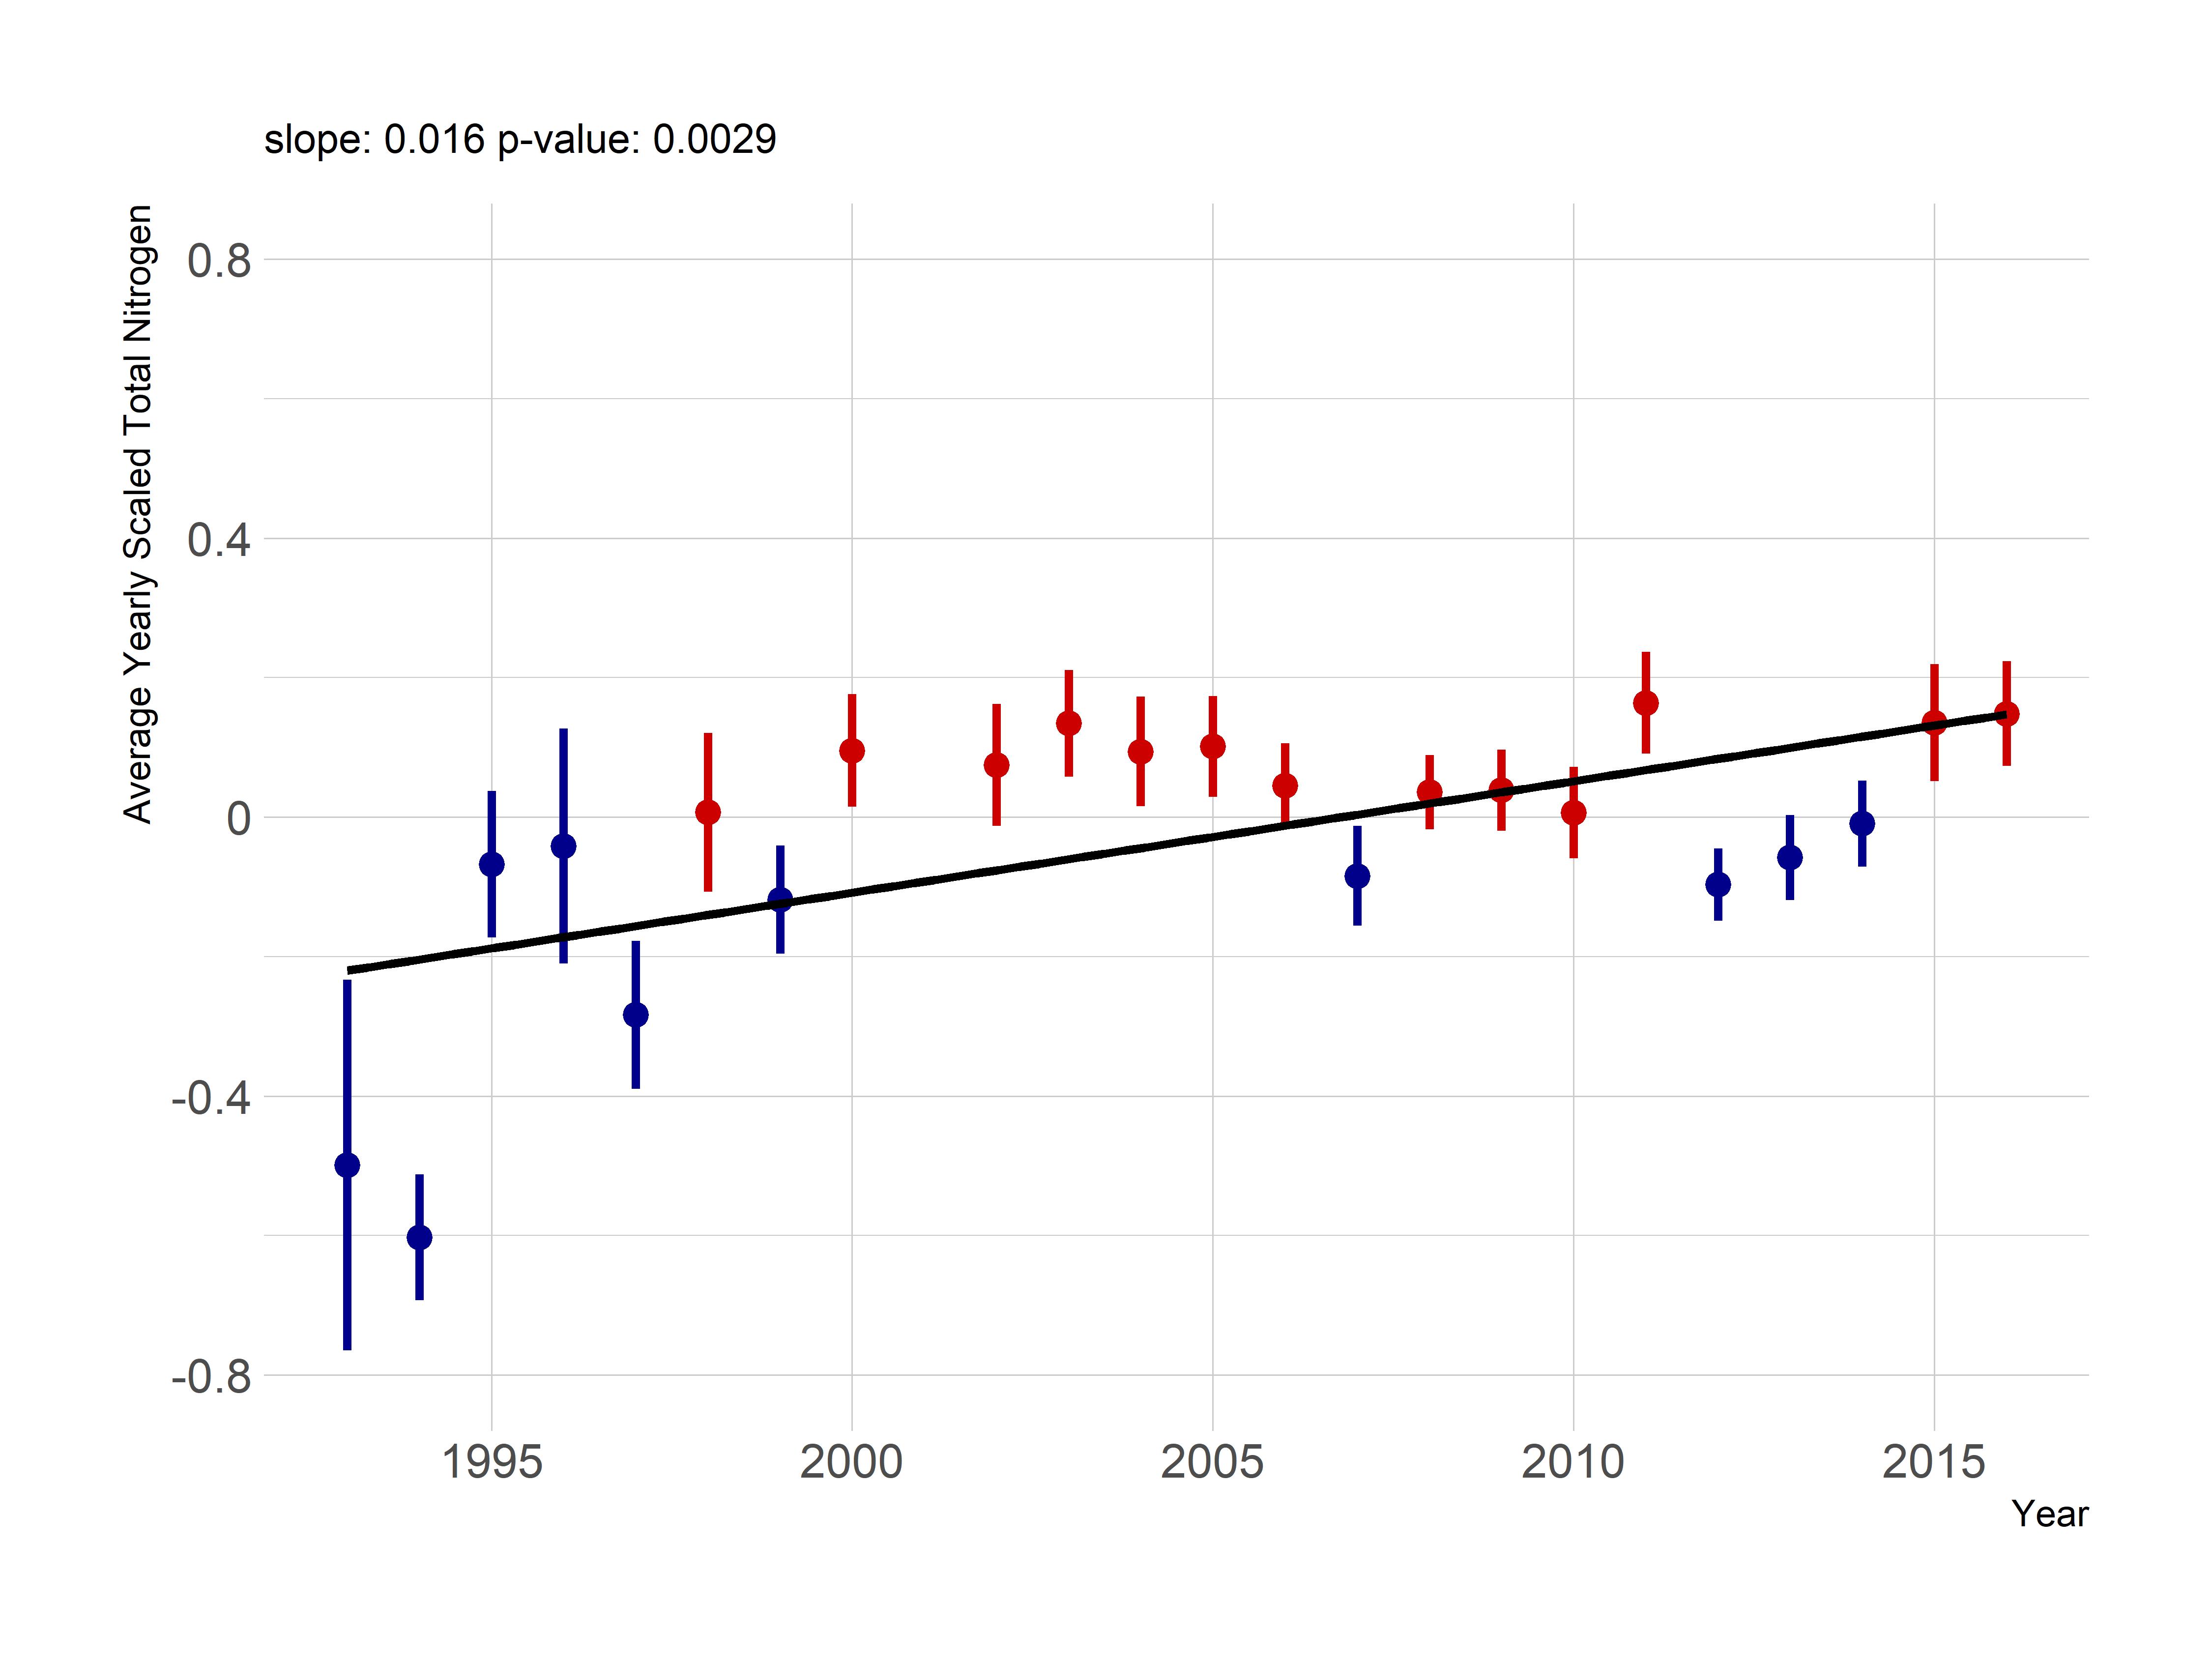 slope: 0.016 p-value: 0.0029
Average Yearly Scaled Total Nitrogen
0.8
0.4
0
-0.4
-0.8
1995 2000 2005 2010 2015
Year